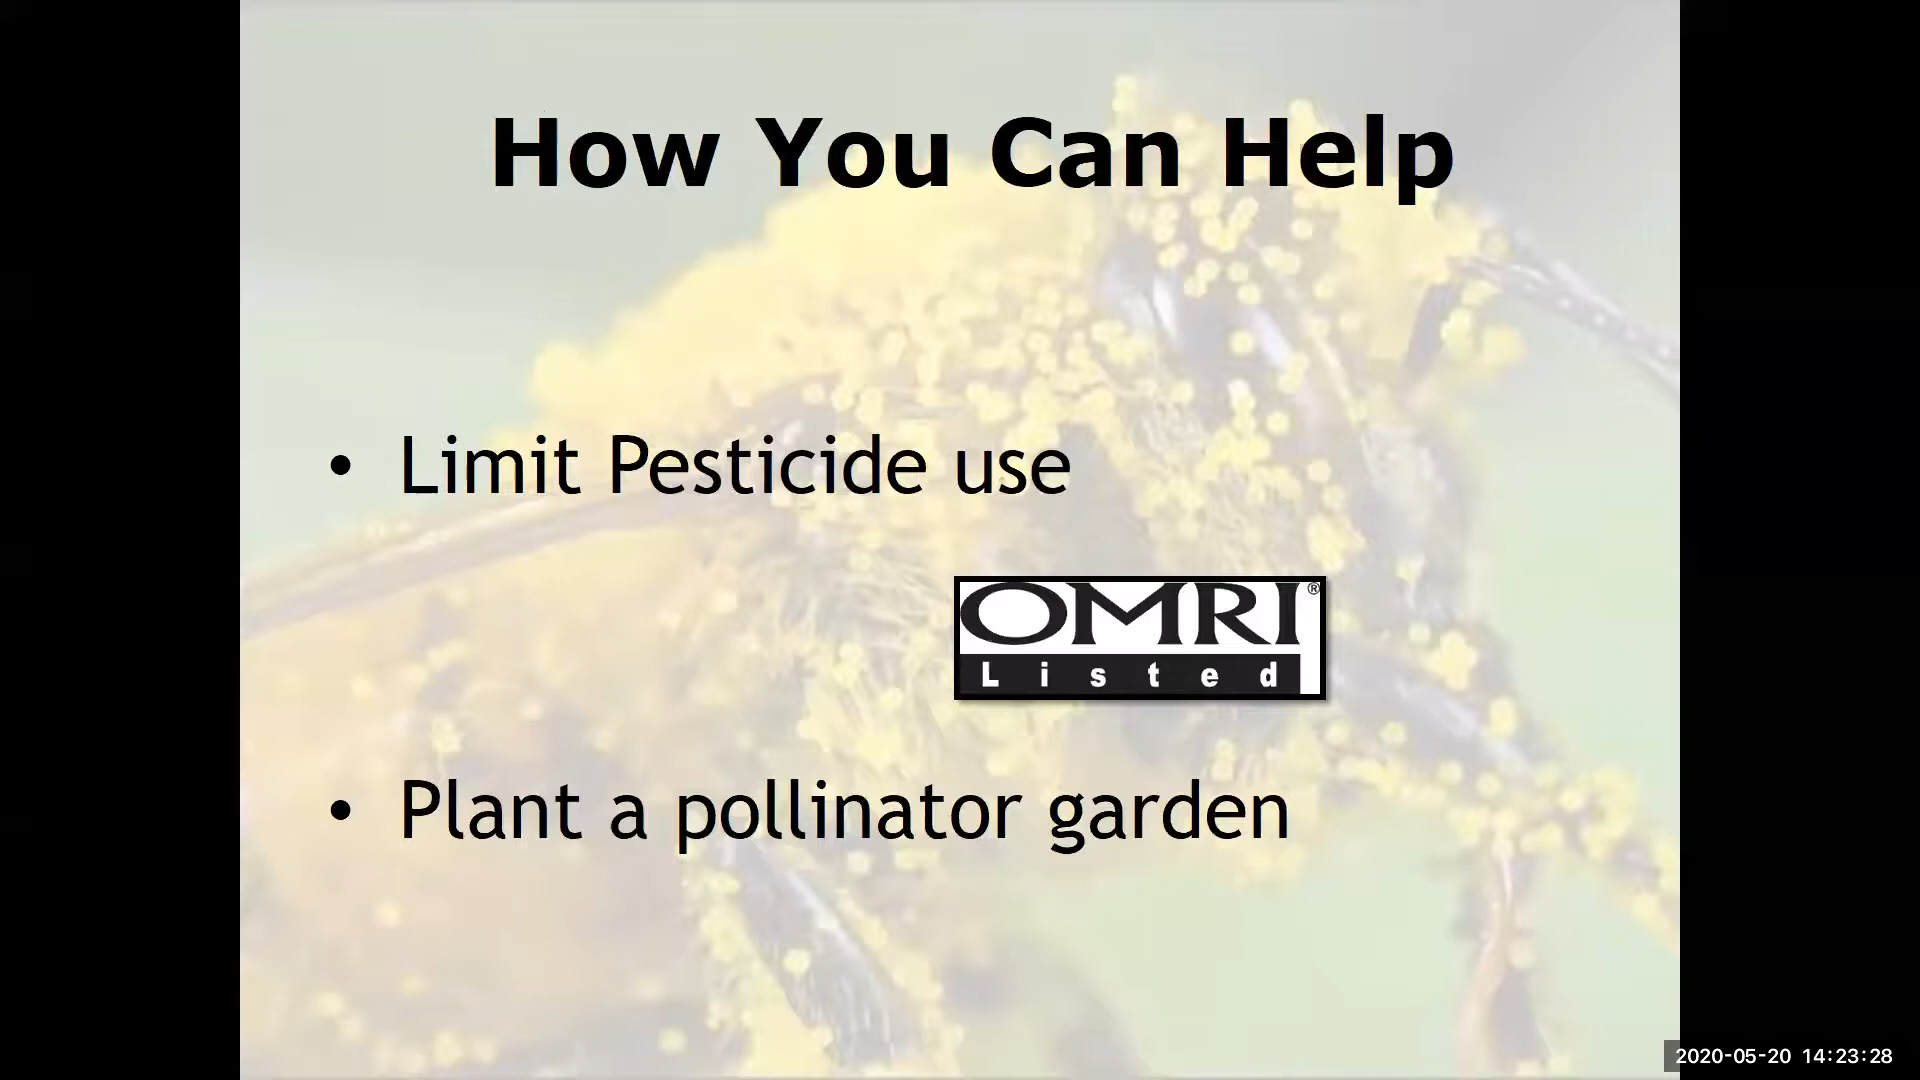 How You Can Help
• Limit Pesticide use
OMRI®
Listed
• Plant a pollinator garden
2020-05-20 14:23:28